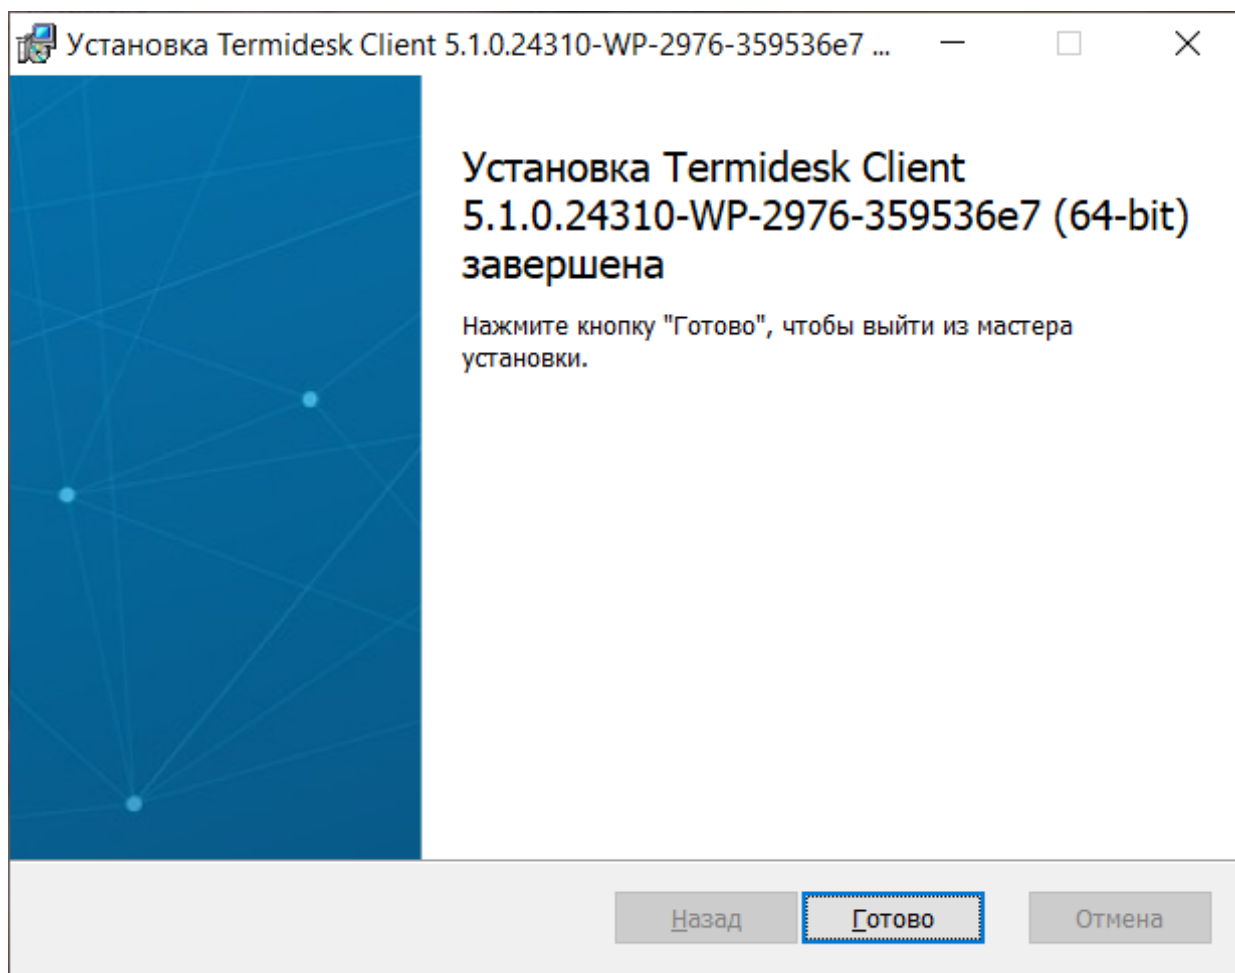 Установка Termidesk Client 5.1.0.24310-WP-2976-359536e7 ...
Установка Termidesk Client
5.1.0.24310-WP-2976-359536e7 (64-bit)
завершена
Нажмите кнопку "Готово", чтобы выйти из мастера
установки.
Назад
Готово
Отмена